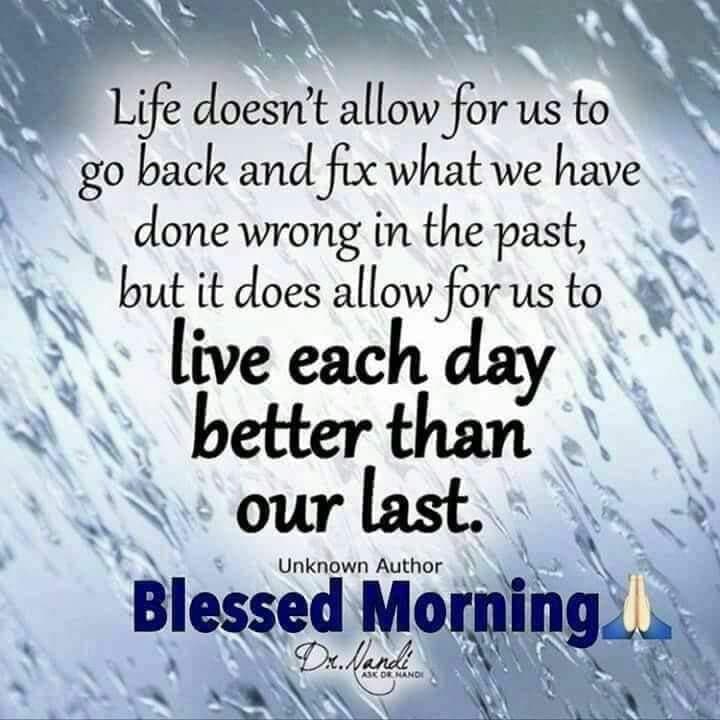 Life doesn't allow for us to
go back and fix what we have
done wrong in the past,
but it does allow for us to
live each day
better than
our last.
Unknown Author
Blessed Morning🙏🏻
Dr. Nandi
ASK DR. NANDI